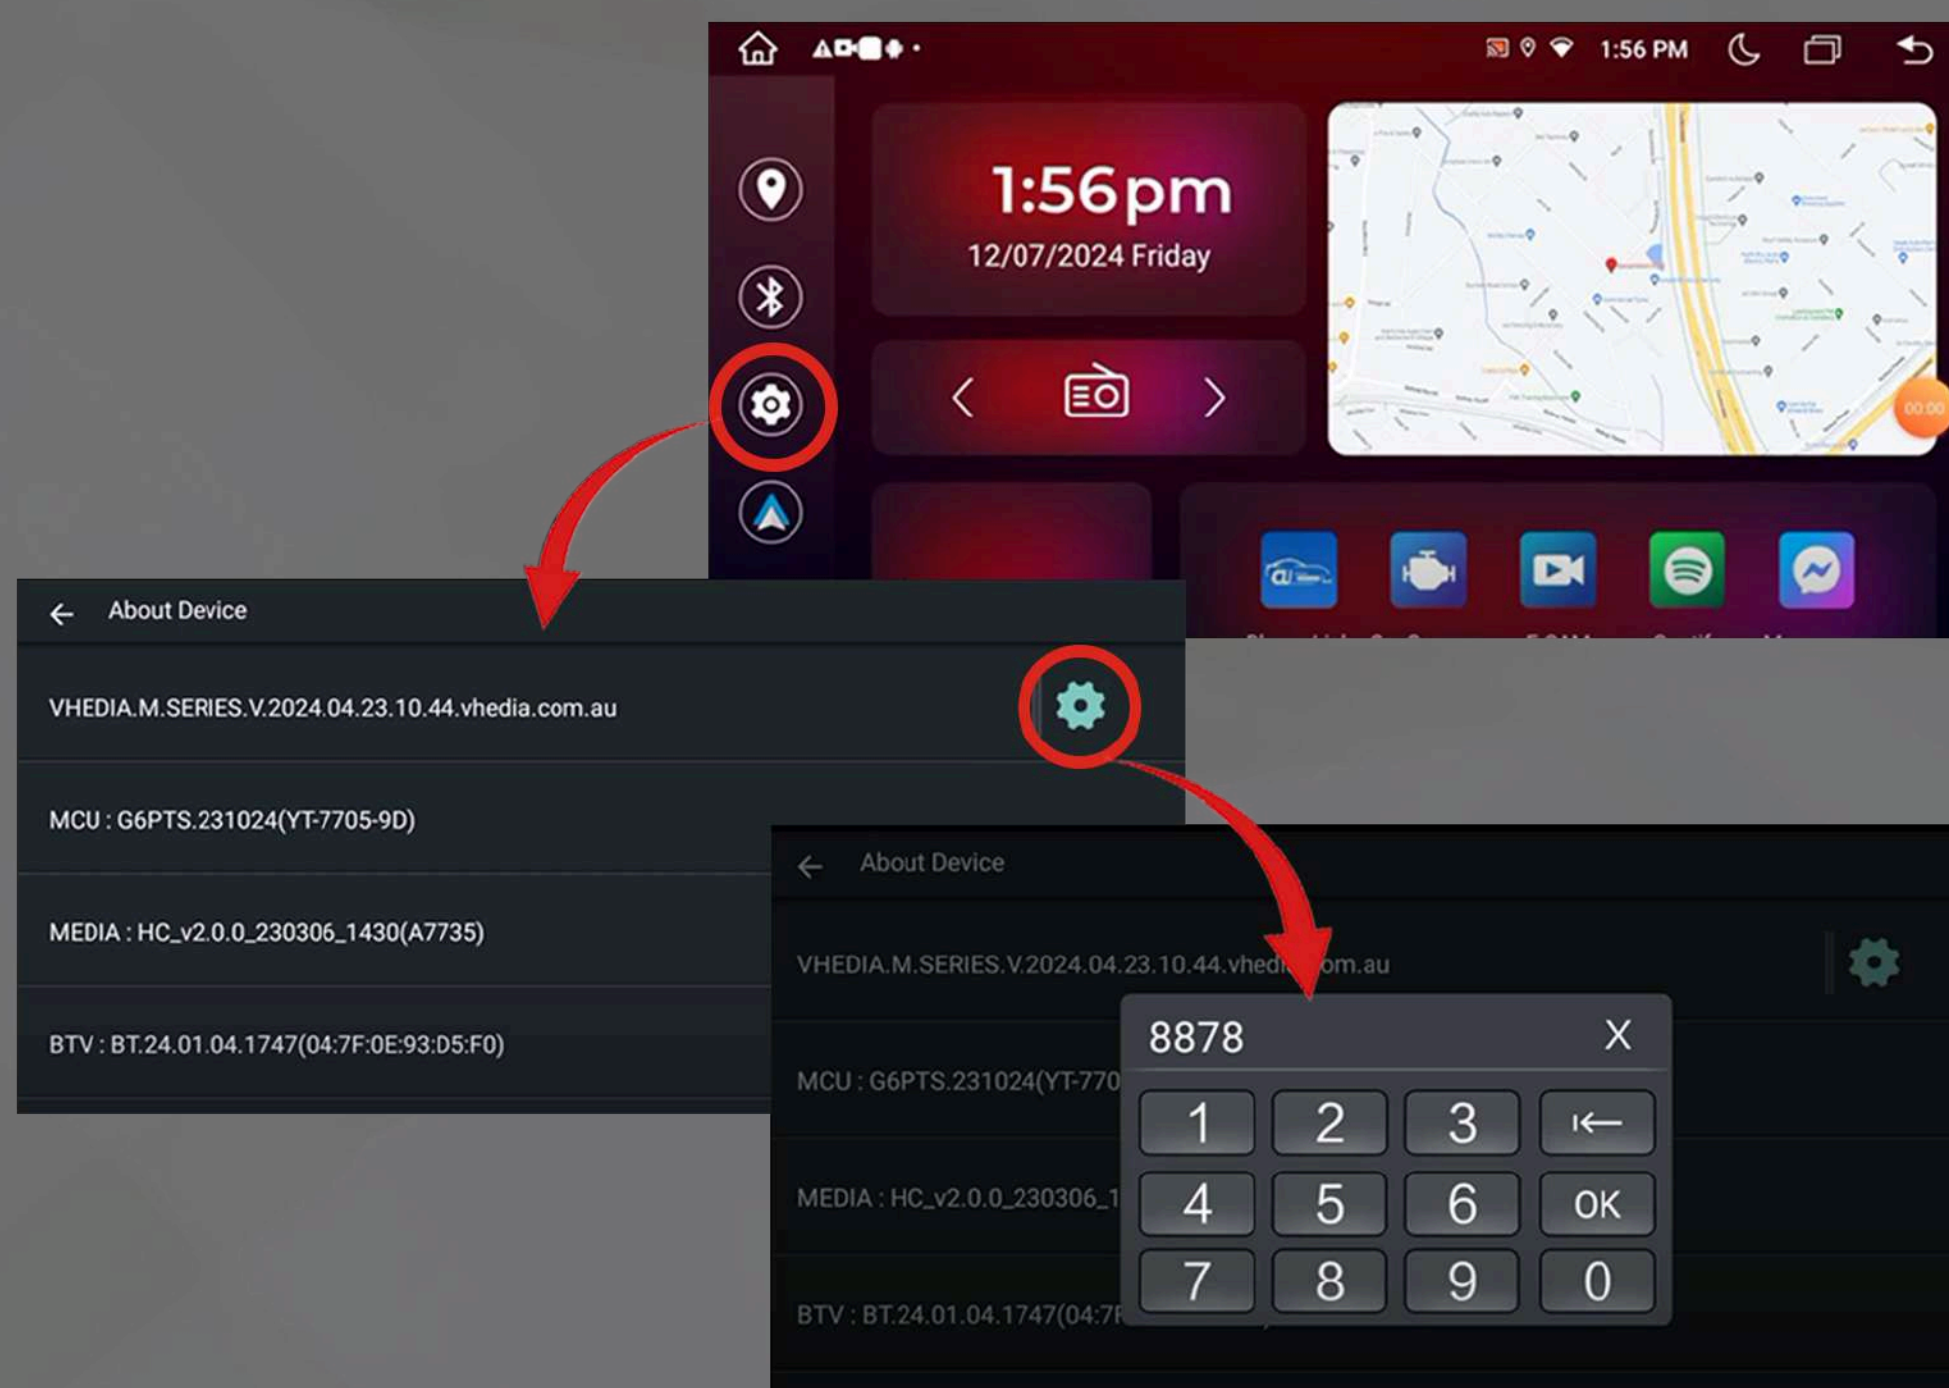 1:56 PM
1:56pm
12/07/2024 Friday
00:00
About Device
VHEDIA.M.SERIES.V.2024.04.23.10.44.vhedia.com.au
MCU : G6PTS.231024(YT-7705-9D)
MEDIA : HC_v2.0.0_230306_1430(A7735)
BTV : BT.24.01.04.1747(04:7F:0E:93:D5:F0)
About Device
VHEDIA.M.SERIES.V.2024.04.23.10.44.vhed om.au
MCU : G6PTS.231024(YT-770
MEDIA : HC_v2.0.0_230306_1
BTV : BT.24.01.04.1747(04:7F
8878 X
1 2 3
4 5 6 OK
7 8 9 0